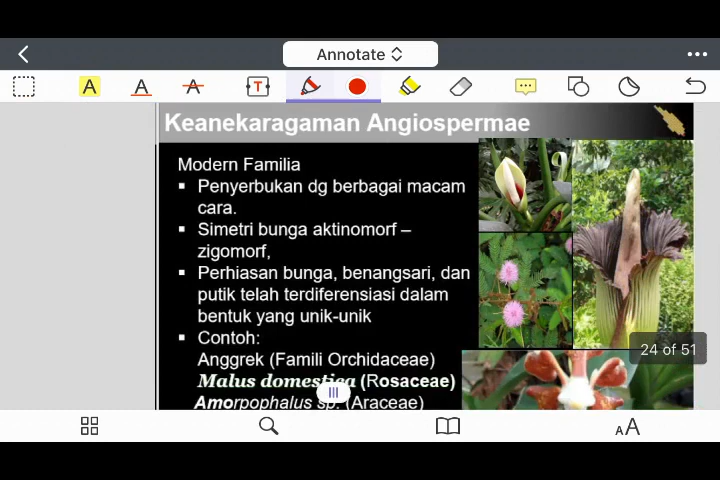 Annotate
A
A
A
T
Keanekaragaman Angiospermae
Modern Familia
▪ Penyerbukan dg berbagai macam
cara.
▪ Simetri bunga aktinomorf –
zigomorf,
▪ Perhiasan bunga, benangsari, dan
putik telah terdiferensiasi dalam
bentuk yang unik-unik
▪ Contoh:
Anggrek (Famili Orchidaceae)
Malus domestica (Rosaceae)
Amorpophalus sp. (Araceae)
24 of 51
AA